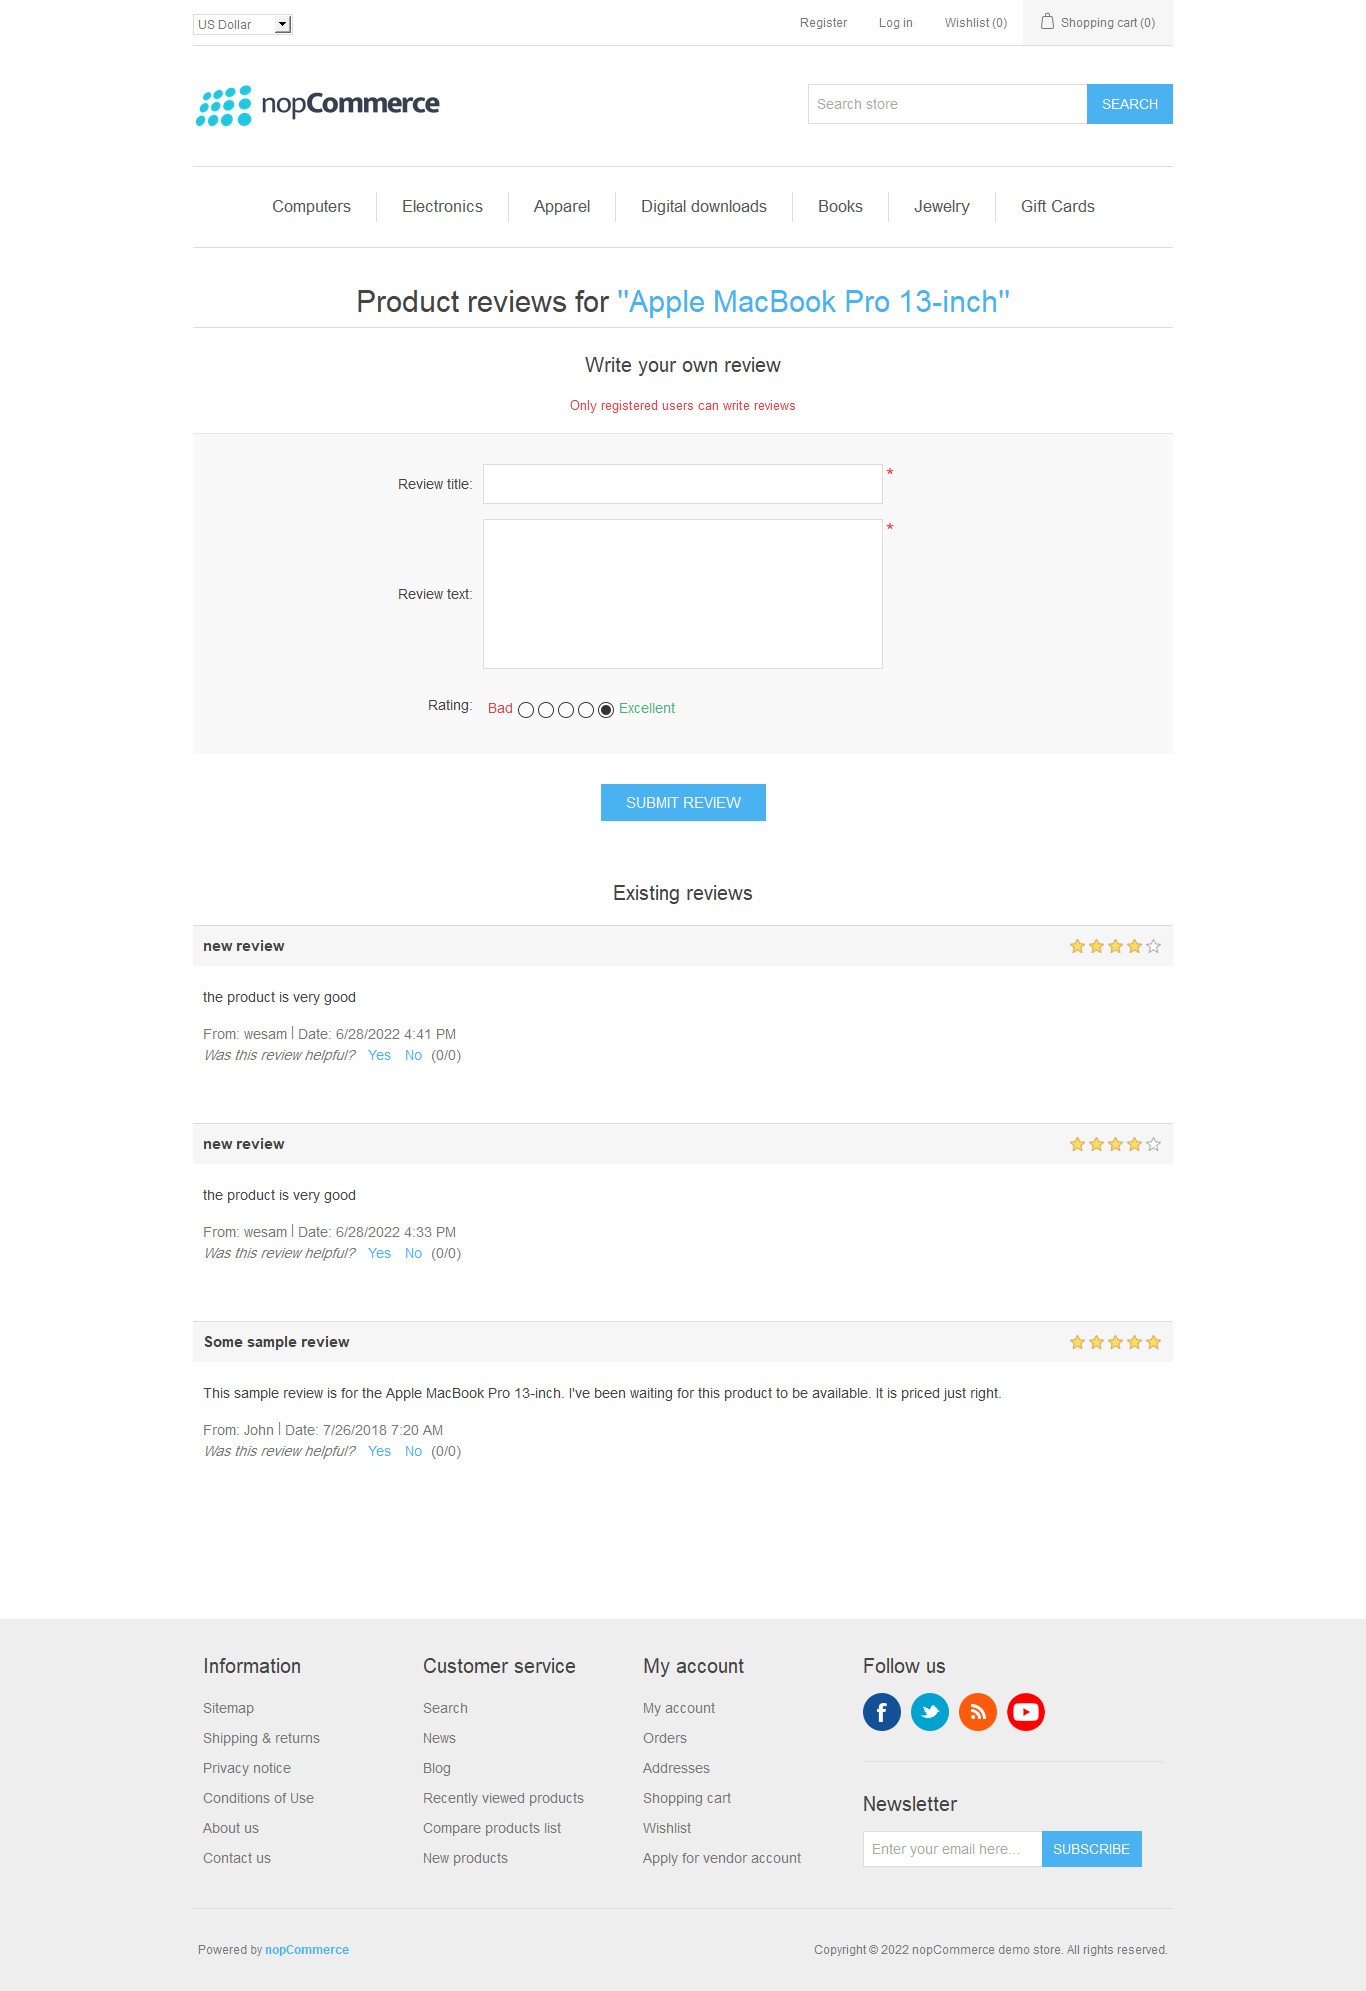 US Dollar
Register
Log in
Wishlist (0)
Shopping cart (0)
nopCommerce
Search store
SEARCH
Computers
Electronics
Apparel
Digital downloads
Books
Jewelry
Gift Cards
Product reviews for "Apple MacBook Pro 13-inch"
Write your own review
Only registered users can write reviews
Review title:
*
Review text:
*
Rating:
Bad
Excellent
SUBMIT REVIEW
Existing reviews
new review
the product is very good
From: wesam | Date: 6/28/2022 4:41 PM
Was this review helpful? Yes No (0/0)
new review
the product is very good
From: wesam | Date: 6/28/2022 4:33 PM
Was this review helpful? Yes No (0/0)
Some sample review
This sample review is for the Apple MacBook Pro 13-inch. I've been waiting for this product to be available. It is priced just right.
From: John | Date: 7/26/2018 7:20 AM
Was this review helpful? Yes No (0/0)
Information
Sitemap
Shipping & returns
Privacy notice
Conditions of Use
About us
Contact us
Customer service
Search
News
Blog
Recently viewed products
Compare products list
New products
My account
My account
Orders
Addresses
Shopping cart
Wishlist
Apply for vendor account
Follow us
Newsletter
Enter your email here...
SUBSCRIBE
Powered by nopCommerce
Copyright © 2022 nopCommerce demo store. All rights reserved.